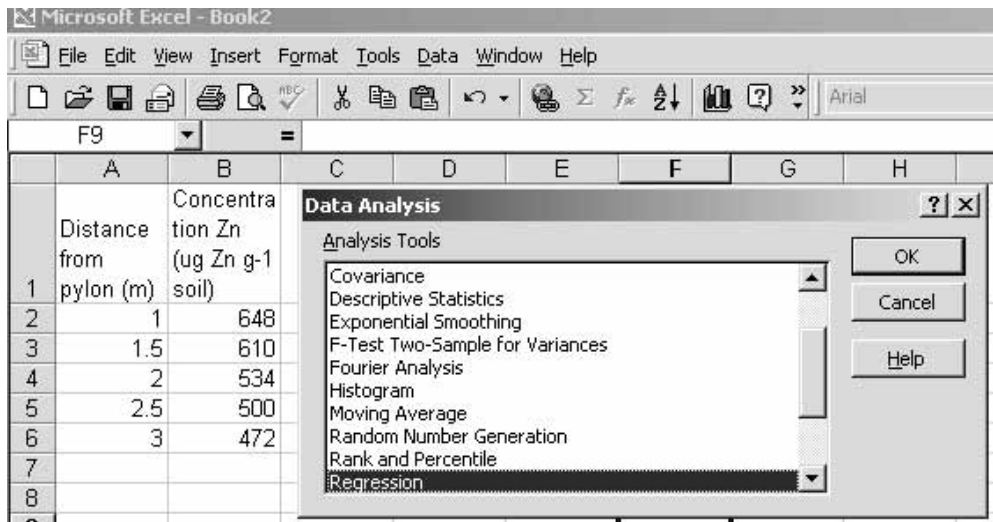 Microsoft Excel - Book2
File Edit View Insert Format Tools Data Window Help
ABC Arial
F9 =
A B C D E F G H
1 Distance from pylon (m) Concentra tion Zn (ug Zn g-1 soil)
2 1 648
3 1.5 610
4 2 534
5 2.5 500
6 3 472
7
8
Data Analysis
Analysis Tools
Covariance
Descriptive Statistics
Exponential Smoothing
F-Test Two-Sample for Variances
Fourier Analysis
Histogram
Moving Average
Random Number Generation
Rank and Percentile
Regression
OK
Cancel
Help